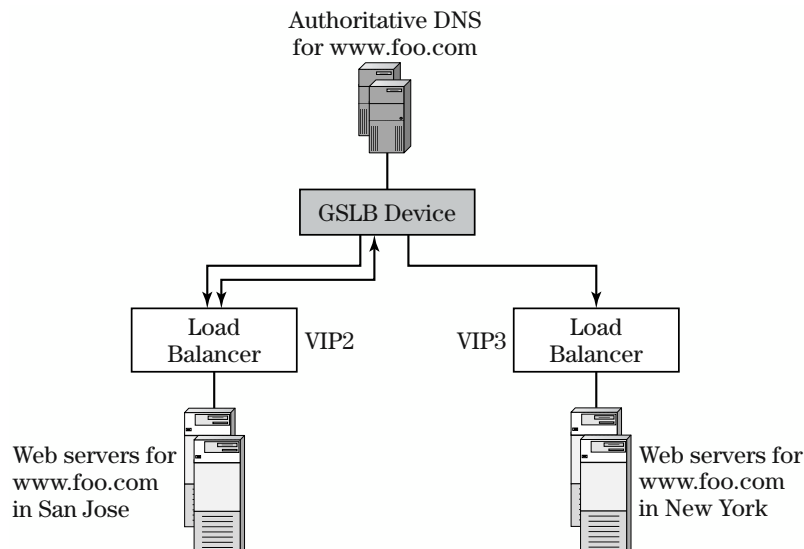 Authoritative DNS
for www.foo.com
GSLB Device
Load
Balancer
VIP2
VIP3
Load
Balancer
Web servers for
www.foo.com
in San Jose
Web servers for
www.foo.com
in New York